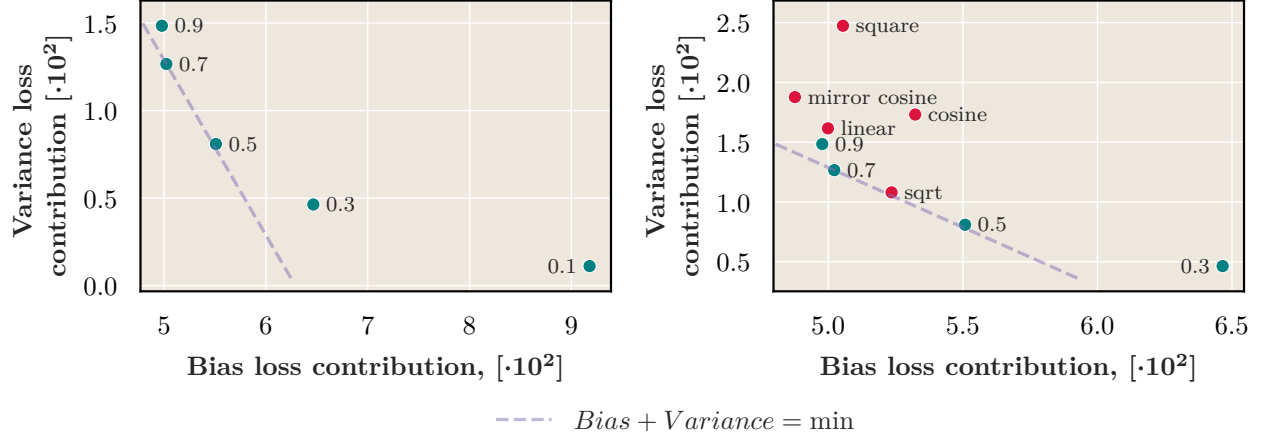 Variance loss
contribution [·10²]
1.5
1.0
0.5
0.0
0.9
0.7
0.5
0.3
0.1
5 6 7 8 9
Bias loss contribution, [·10²]
Variance loss
contribution [·10²]
2.5
2.0
1.5
1.0
0.5
square
mirror cosine
cosine
linear
0.9
0.7
sqrt
0.5
0.3
5.0 5.5 6.0 6.5
Bias loss contribution, [·10²]
Bias + Variance = min